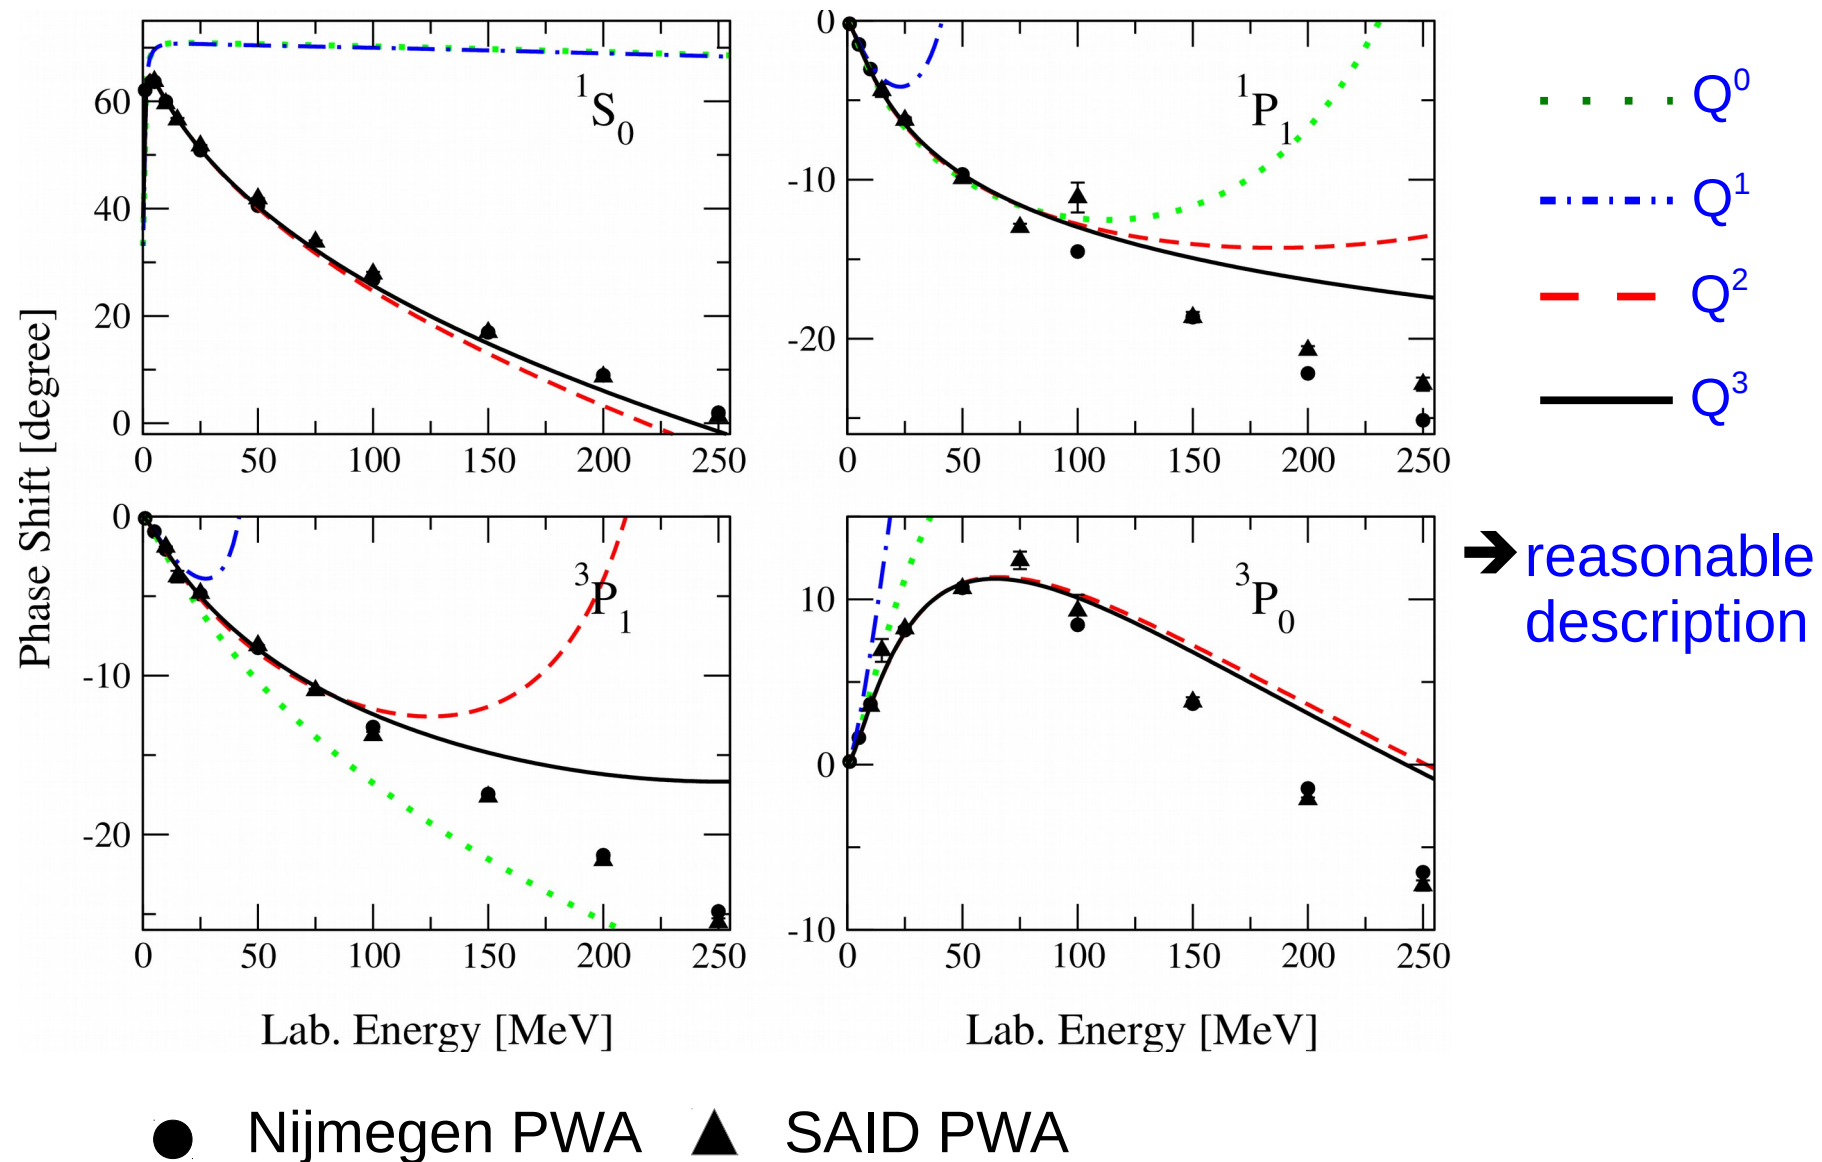 Phase Shift [degree]
60
40
20
0
0 50 100 150 200 250
¹S₀
0
-10
-20
0 50 100 150 200 250
¹P₁
0
-10
-20
0 50 100 150 200 250
³P₁
10
0
-10
0 50 100 150 200 250
³P₀
Lab. Energy [MeV]
Lab. Energy [MeV]
Q⁰
Q¹
Q²
Q³
➔ reasonable
description
Nijmegen PWA
SAID PWA